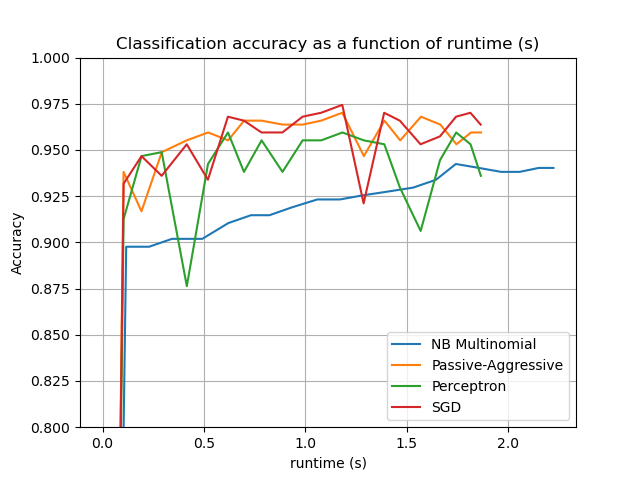 Classification accuracy as a function of runtime (s)
1.000
0.975
0.950
0.925
0.900
0.875
0.850
0.825
0.800
Accuracy
NB Multinomial
Passive-Aggressive
Perceptron
SGD
0.0 0.5 1.0 1.5 2.0
runtime (s)